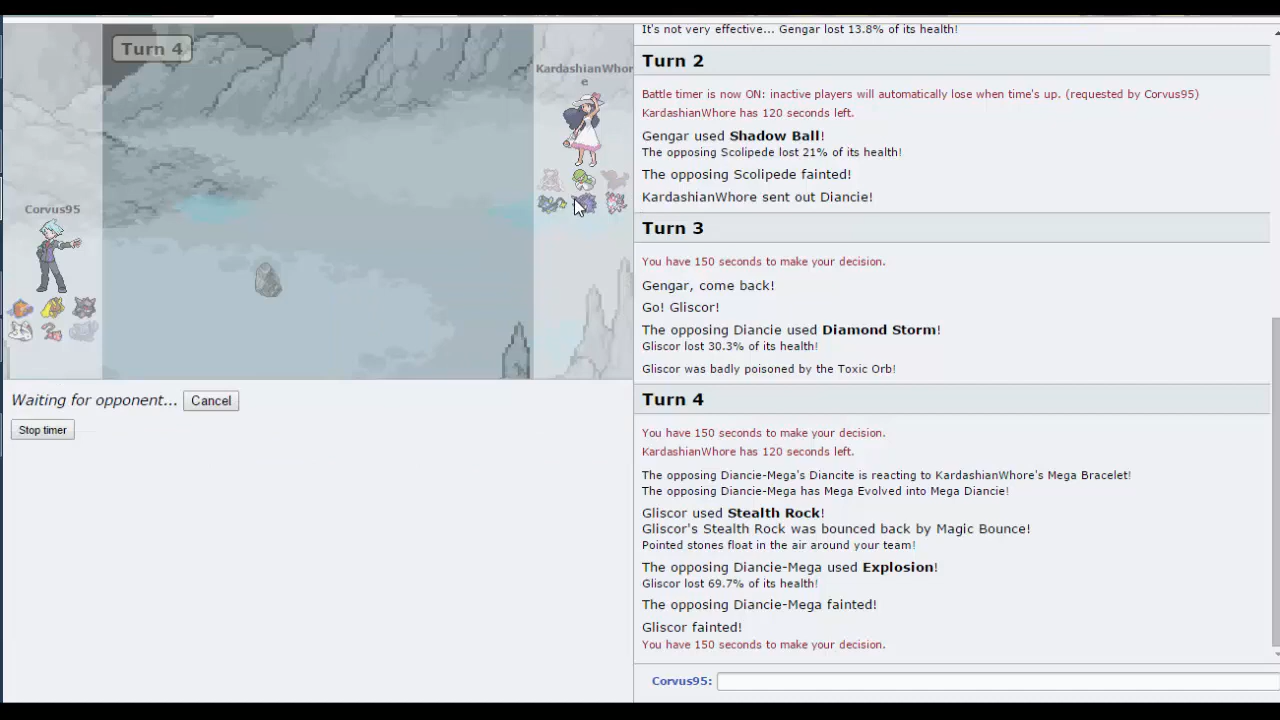 Turn 4
KardashianWhor
e
Corvus95
Waiting for opponent... Cancel
Stop timer
It's not very effective... Gengar lost 13.8% of its health!
Turn 2
Battle timer is now ON: inactive players will automatically lose when time's up. (requested by Corvus95)
KardashianWhore has 120 seconds left.
Gengar used Shadow Ball!
The opposing Scolipede lost 21% of its health!
The opposing Scolipede fainted!
KardashianWhore sent out Diancie!
Turn 3
You have 150 seconds to make your decision.
Gengar, come back!
Go! Gliscor!
The opposing Diancie used Diamond Storm!
Gliscor lost 30.3% of its health!
Gliscor was badly poisoned by the Toxic Orb!
Turn 4
You have 150 seconds to make your decision.
KardashianWhore has 120 seconds left.
The opposing Diancie-Mega's Diancite is reacting to KardashianWhore's Mega Bracelet!
The opposing Diancie-Mega has Mega Evolved into Mega Diancie!
Gliscor used Stealth Rock!
Gliscor's Stealth Rock was bounced back by Magic Bounce!
Pointed stones float in the air around your team!
The opposing Diancie-Mega used Explosion!
Gliscor lost 69.7% of its health!
The opposing Diancie-Mega fainted!
Gliscor fainted!
You have 150 seconds to make your decision.
Corvus95: